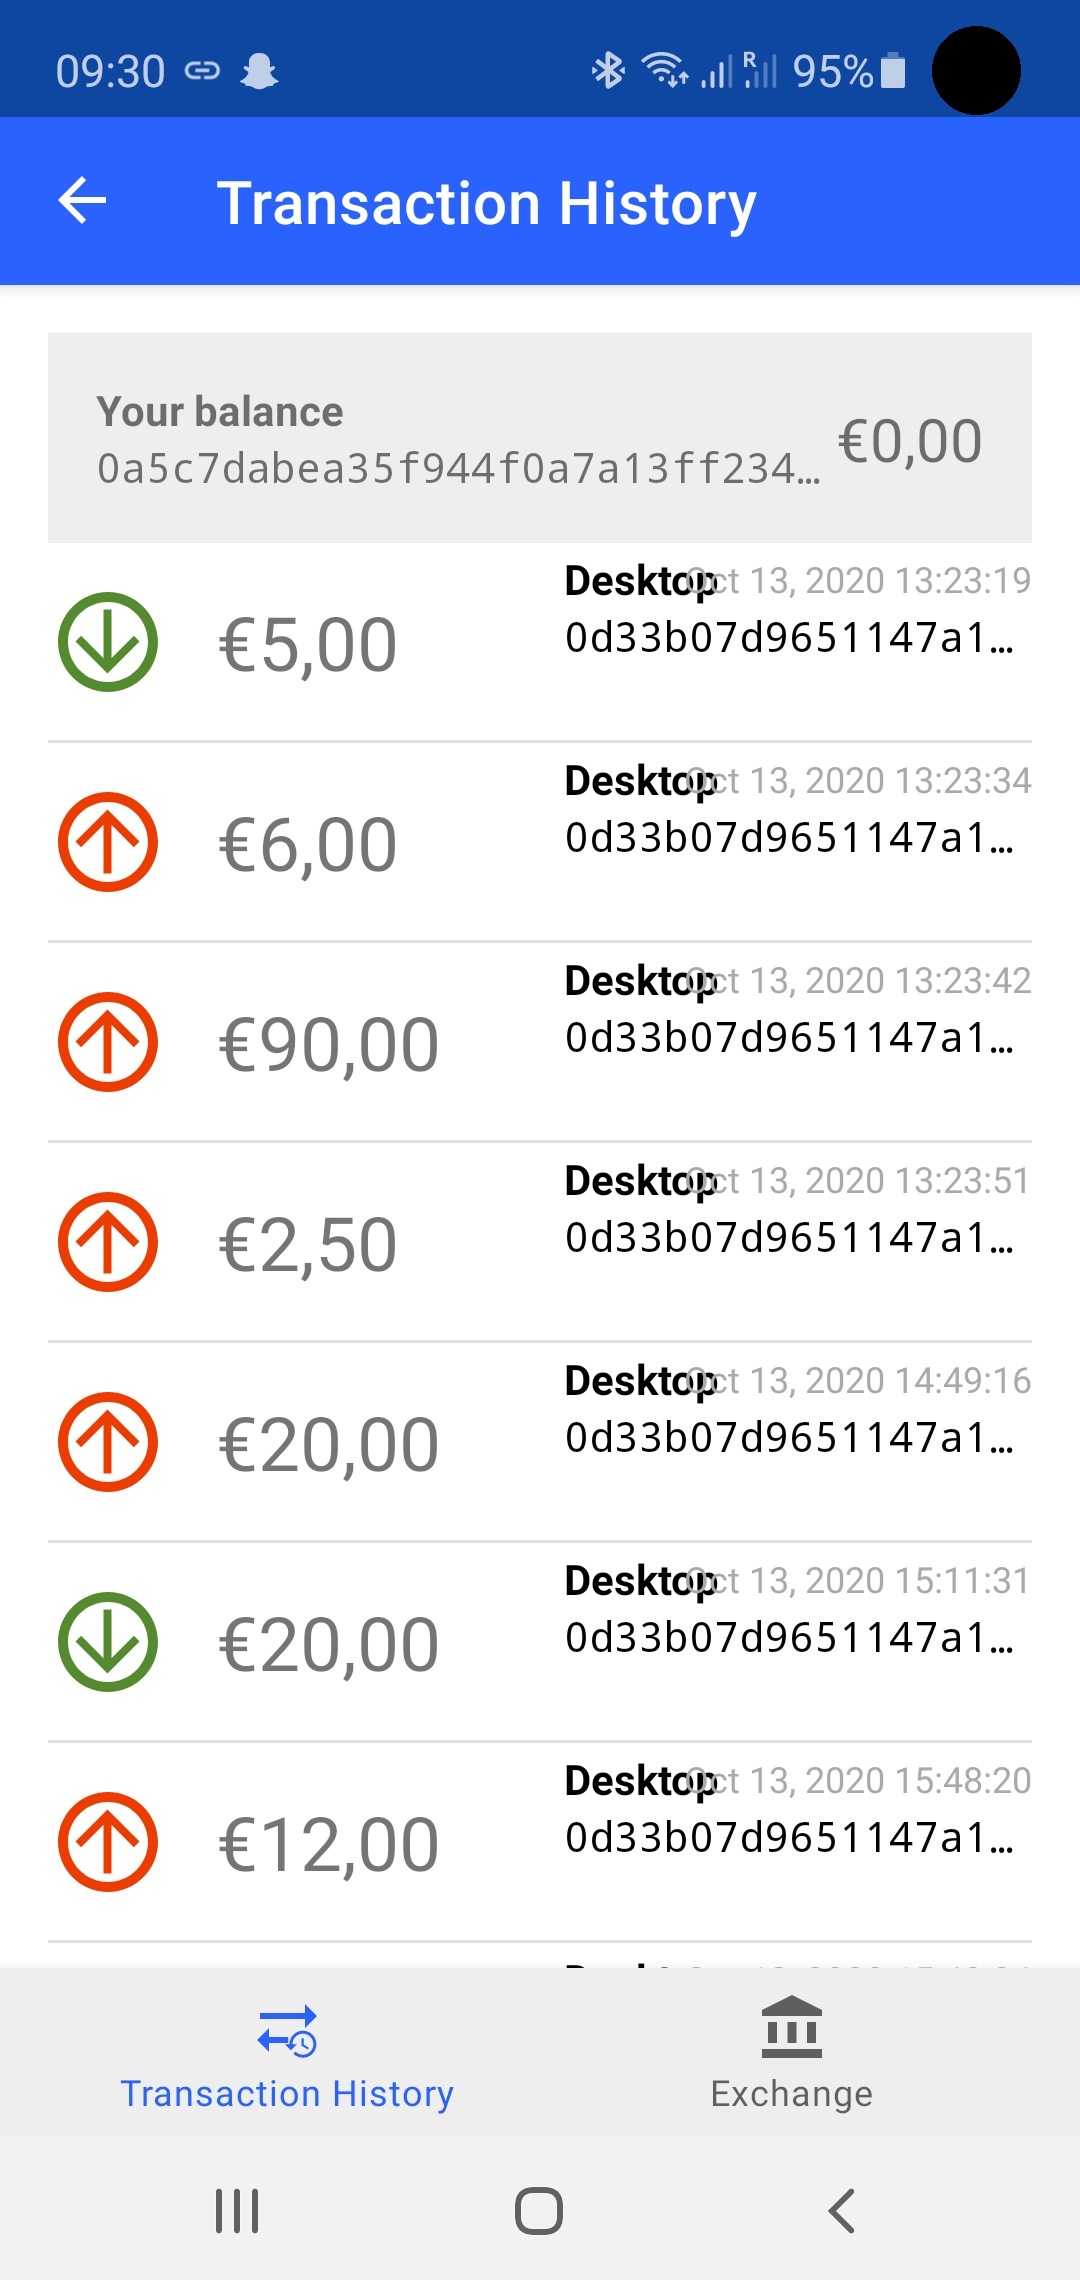 09:30
R
95%
Transaction History
Your balance
0a5c7dabea35f944f0a7a13ff234…
€0,00
Desktop Oct 13, 2020 13:23:19
€5,00
0d33b07d9651147a1…
Desktop Oct 13, 2020 13:23:34
€6,00
0d33b07d9651147a1…
Desktop Oct 13, 2020 13:23:42
€90,00
0d33b07d9651147a1…
Desktop Oct 13, 2020 13:23:51
€2,50
0d33b07d9651147a1…
Desktop Oct 13, 2020 14:49:16
€20,00
0d33b07d9651147a1…
Desktop Oct 13, 2020 15:11:31
€20,00
0d33b07d9651147a1…
Desktop Oct 13, 2020 15:48:20
€12,00
0d33b07d9651147a1…
Transaction History
Exchange